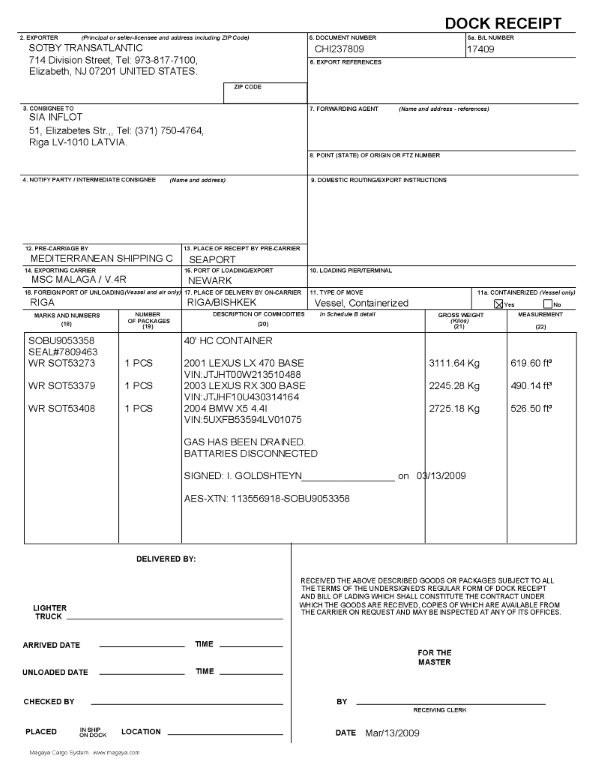 DOCK RECEIPT
2. EXPORTER (Principal or seller-licensee and address including ZIP Code)
SOTBY TRANSATLANTIC
714 Division Street, Tel: 973-817-7100,
Elizabeth, NJ 07201 UNITED STATES.
ZIP CODE
5. DOCUMENT NUMBER
CHI237809
5a. B/L NUMBER
17409
6. EXPORT REFERENCES
3. CONSIGNEE TO
SIA INFLOT
51, Elizabetes Str.,, Tel: (371) 750-4764,
Riga LV-1010 LATVIA.
7. FORWARDING AGENT (Name and address - references)
8. POINT (STATE) OF ORIGIN OR FTZ NUMBER
4. NOTIFY PARTY / INTERMEDIATE CONSIGNEE (Name and address)
9. DOMESTIC ROUTING/EXPORT INSTRUCTIONS
12. PRE-CARRIAGE BY
MEDITERRANEAN SHIPPING C
13. PLACE OF RECEIPT BY PRE-CARRIER
SEAPORT
14. EXPORTING CARRIER
MSC MALAGA / V.4R
16. PORT OF LOADING/EXPORT
NEWARK
10. LOADING PIER/TERMINAL
18. FOREIGN PORT OF UNLOADING(Vessel and air only)
RIGA
17. PLACE OF DELIVERY BY ON-CARRIER
RIGA/BISHKEK
11. TYPE OF MOVE
Vessel, Containerized
11a. CONTAINERIZED (Vessel only)
Yes No
MARKS AND NUMBERS (18)
NUMBER OF PACKAGES (19)
DESCRIPTION OF COMMODITIES in Schedule B detail (20)
GROSS WEIGHT (Kilos) (21)
MEASUREMENT (22)
SOBU9053358 40' HC CONTAINER
SEAL#7809463
WR SOT53273 1 PCS 2001 LEXUS LX 470 BASE 3111.64 Kg 619.60 ft³
VIN:JTJHT00W213510488
WR SOT53379 1 PCS 2003 LEXUS RX 300 BASE 2245.28 Kg 490.14 ft³
VIN:JTJHF10U430314164
WR SOT53408 1 PCS 2004 BMW X5 4.4I 2725.18 Kg 526.50 ft³
VIN:5UXFB53594LV01075
GAS HAS BEEN DRAINED.
BATTARIES DISCONNECTED
SIGNED: I. GOLDSHTEYN on 03/13/2009
AES-XTN: 113556918-SOBU9053358
DELIVERED BY:
LIGHTER
TRUCK
ARRIVED DATE TIME
UNLOADED DATE TIME
CHECKED BY
PLACED IN SHIP ON DOCK LOCATION
RECEIVED THE ABOVE DESCRIBED GOODS OR PACKAGES SUBJECT TO ALL
THE TERMS OF THE UNDERSIGNED'S REGULAR FORM OF DOCK RECEIPT
AND BILL OF LADING WHICH SHALL CONSTITUTE THE CONTRACT UNDER
WHICH THE GOODS ARE RECEIVED, COPIES OF WHICH ARE AVAILABLE FROM
THE CARRIER ON REQUEST AND MAY BE INSPECTED AT ANY OF ITS OFFICES.
FOR THE
MASTER
BY
RECEIVING CLERK
DATE Mar/13/2009
Magaya Cargo System www.magaya.com